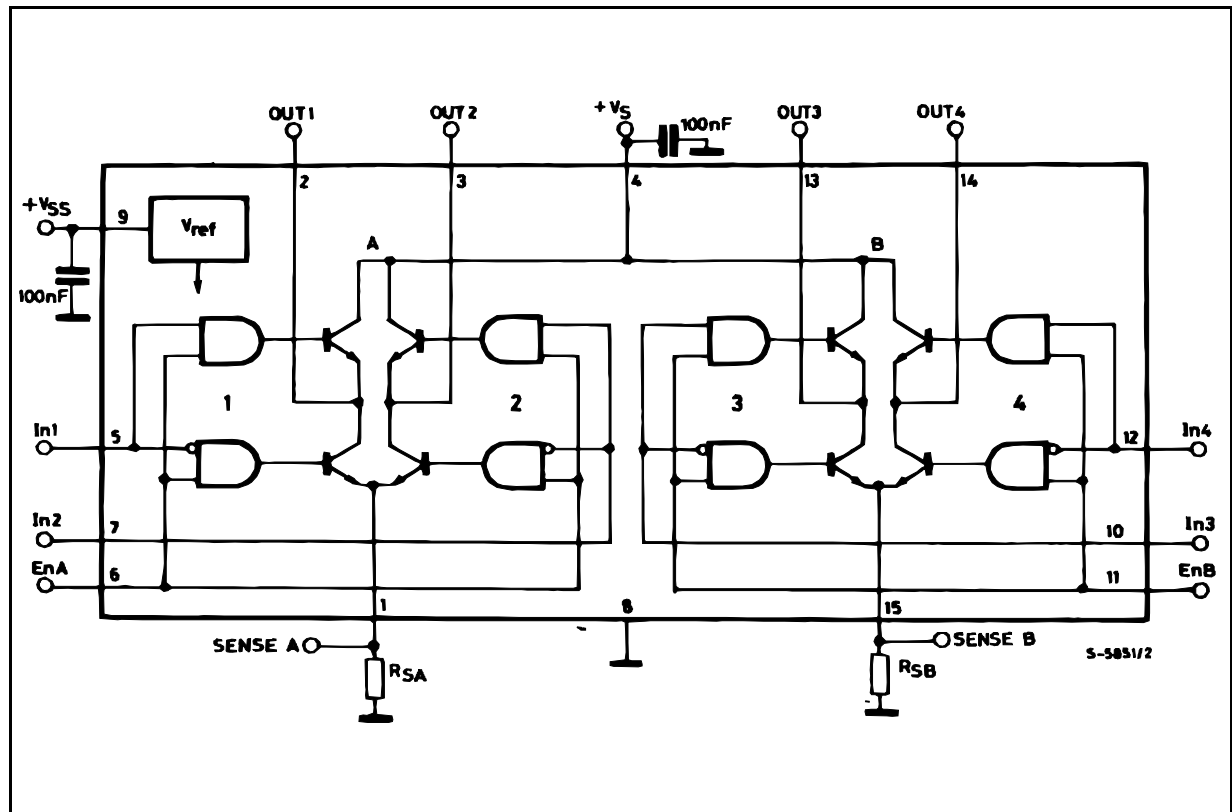 OUT1
OUT2
+VS
100nF
OUT3
OUT4
2
3
4
13
14
+VSS
9
Vref
A
B
100nF
1
2
3
4
In1
5
12
In4
In2
7
10
In3
EnA
6
11
EnB
1
8
15
SENSE A
SENSE B
S-5851/2
RSA
RSB